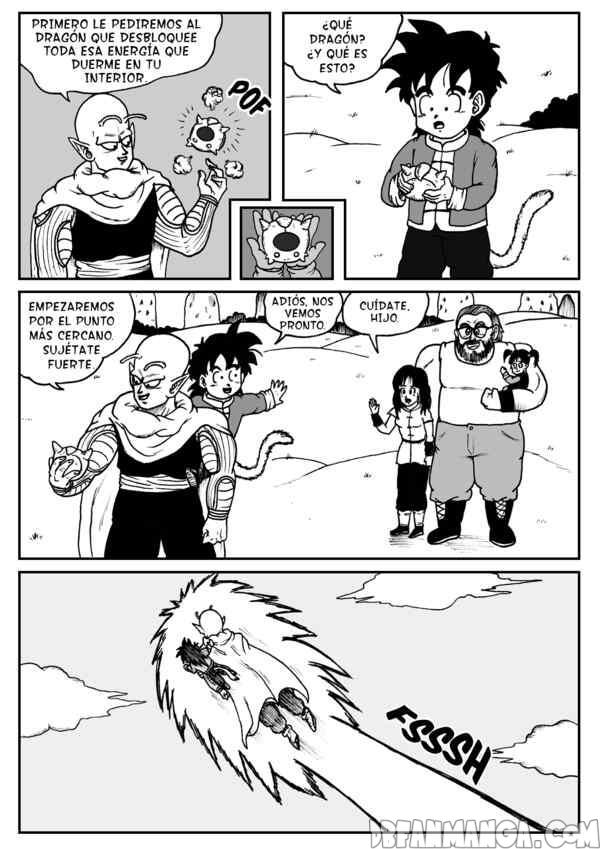 PRIMERO LE PEDIREMOS AL
DRAGÓN QUE DESBLOQUEE
TODA ESA ENERGÍA QUE
DUERME EN TU
INTERIOR.
POF
¿QUÉ
DRAGÓN?
¿Y QUÉ ES
ESTO?
EMPEZAREMOS
POR EL PUNTO
MÁS CERCANO.
SUJÉTATE
FUERTE.
ADIÓS, NOS
VEMOS
PRONTO.
CUÍDATE,
HIJO.
FSSSSH
DBFANMANGA.COM